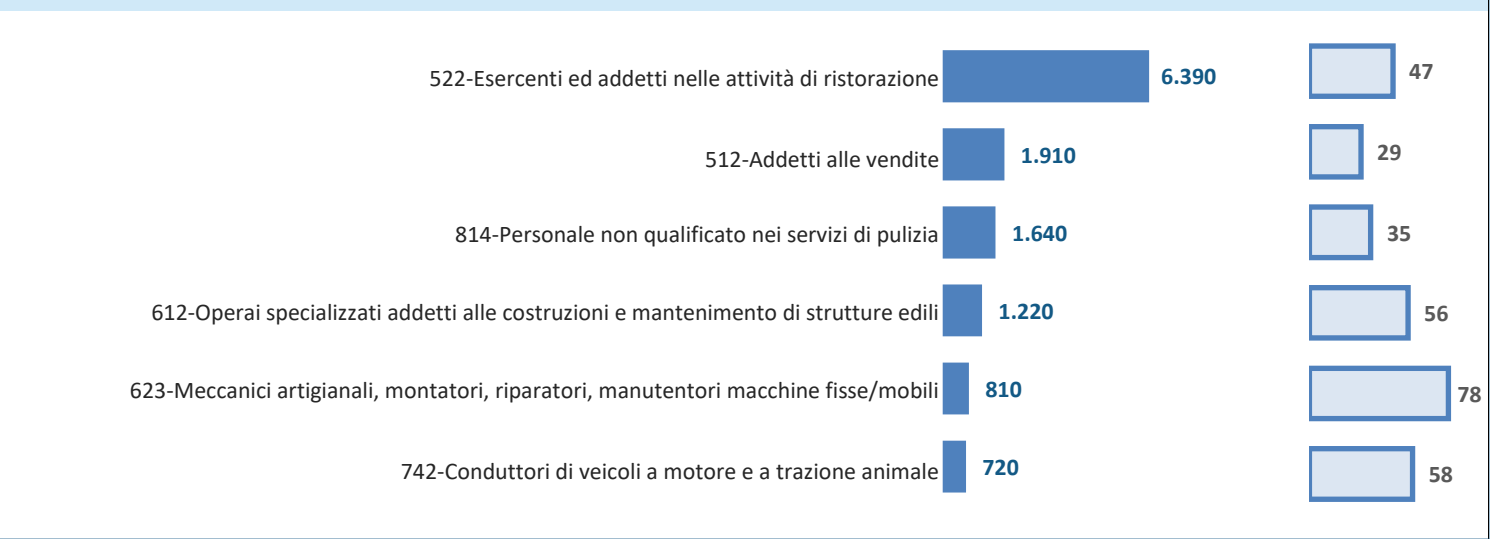 522-Esercenti ed addetti nelle attività di ristorazione 6.390 47
512-Addetti alle vendite 1.910 29
814-Personale non qualificato nei servizi di pulizia 1.640 35
612-Operai specializzati addetti alle costruzioni e mantenimento di strutture edili 1.220 56
623-Meccanici artigianali, montatori, riparatori, manutentori macchine fisse/mobili 810 78
742-Conduttori di veicoli a motore e a trazione animale 720 58